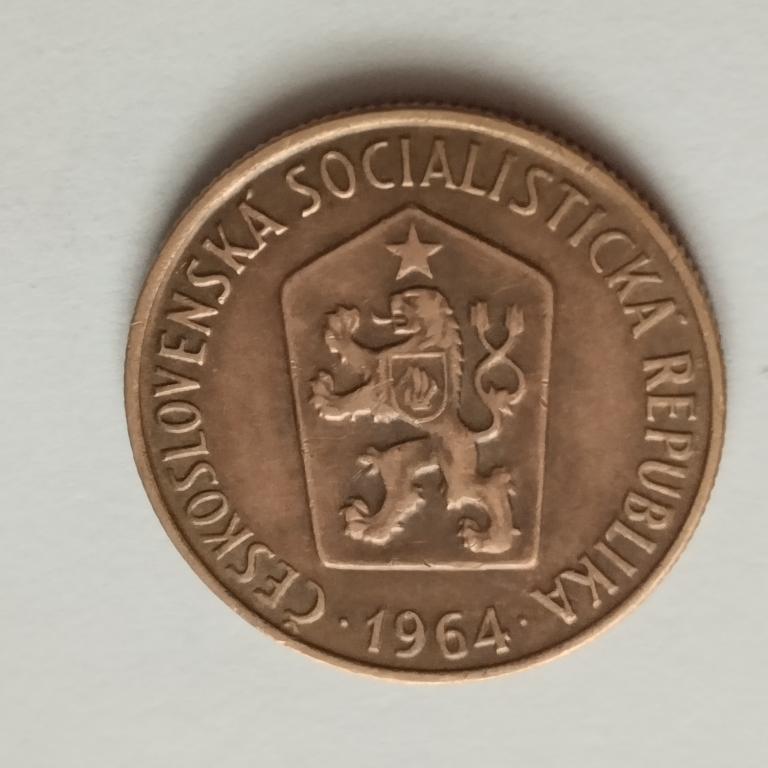 ČESKOSLOVENSKÁ SOCIALISTICKÁ REPUBLIKA
· 1964 ·